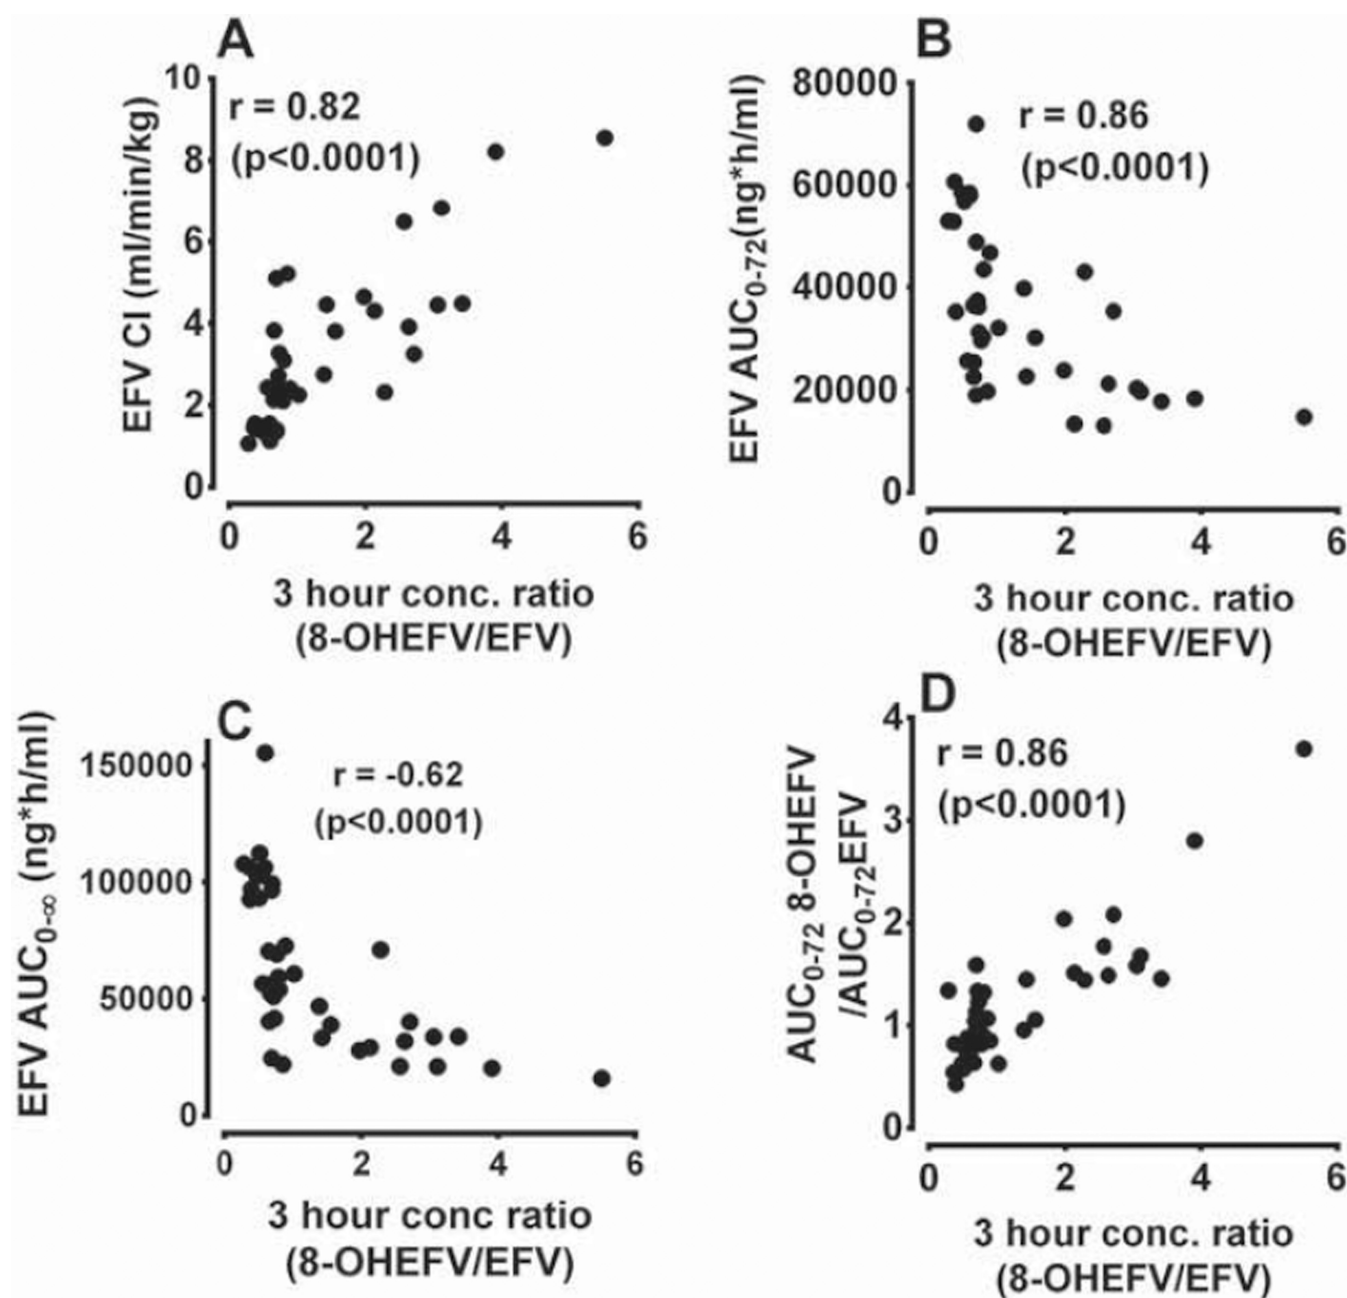 A
10
8
6
4
2
0
EFV Cl (ml/min/kg)
r = 0.82
(p<0.0001)
0 2 4 6
3 hour conc. ratio
(8-OHEFV/EFV)
B
80000
60000
40000
20000
0
EFV AUC0-72(ng*h/ml)
r = 0.86
(p<0.0001)
0 2 4 6
3 hour conc. ratio
(8-OHEFV/EFV)
C
150000
100000
50000
0
EFV AUC0-∞ (ng*h/ml)
r = -0.62
(p<0.0001)
0 2 4 6
3 hour conc ratio
(8-OHEFV/EFV)
D
4
3
2
1
0
AUC0-72 8-OHEFV
/AUC0-72EFV
r = 0.86
(p<0.0001)
0 2 4 6
3 hour conc. ratio
(8-OHEFV/EFV)